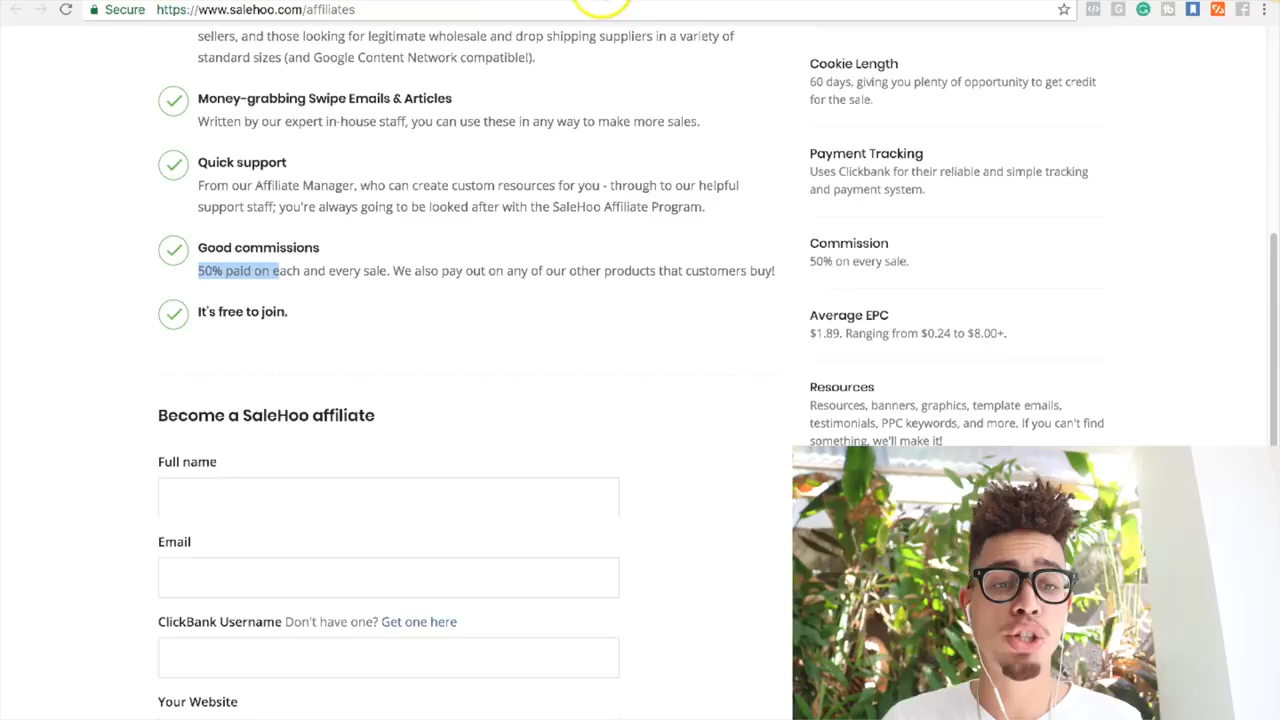 Secure https://www.salehoo.com/affiliates
sellers, and those looking for legitimate wholesale and drop shipping suppliers in a variety of
standard sizes (and Google Content Network compatible!).
Money-grabbing Swipe Emails & Articles
Written by our expert in-house staff, you can use these in any way to make more sales.
Quick support
From our Affiliate Manager, who can create custom resources for you - through to our helpful
support staff; you're always going to be looked after with the SaleHoo Affiliate Program.
Good commissions
50% paid on each and every sale. We also pay out on any of our other products that customers buy!
It's free to join.
Become a SaleHoo affiliate
Full name
Email
ClickBank Username Don't have one? Get one here
Your Website
Cookie Length
60 days, giving you plenty of opportunity to get credit
for the sale.
Payment Tracking
Uses Clickbank for their reliable and simple tracking
and payment system.
Commission
50% on every sale.
Average EPC
$1.89. Ranging from $0.24 to $8.00+.
Resources
Resources, banners, graphics, template emails,
testimonials, PPC keywords, and more. If you can't find
something, we'll make it!